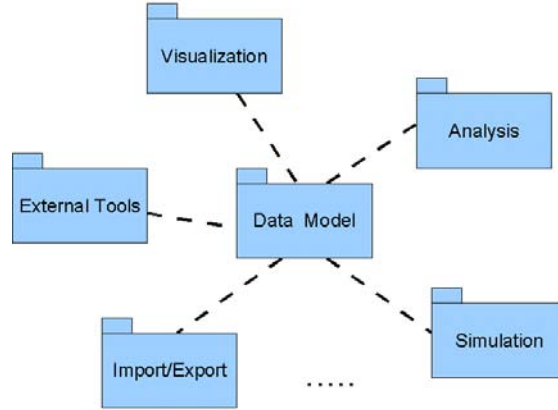 Visualization
Analysis
External Tools
Data Model
Simulation
Import/Export
.....